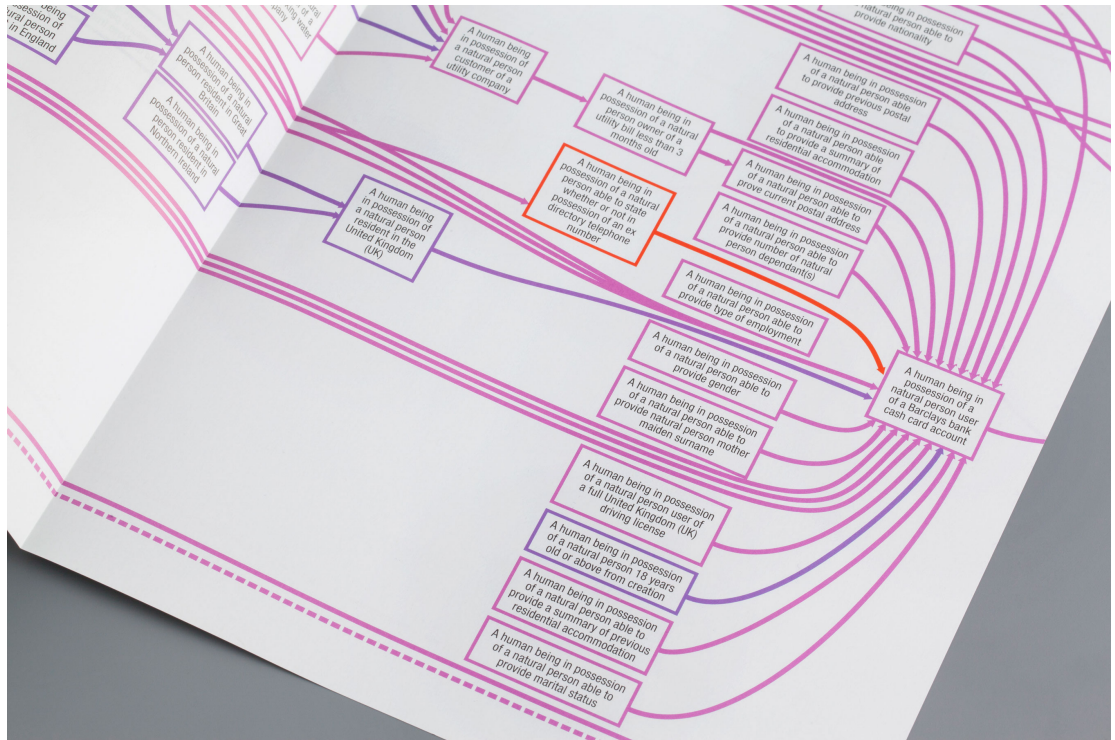 being
possession of
natural person
in England
of a
water
A human being in
possession of a natural
person resident in Great
Britain
A human being in
possession of a natural
person resident in
Northern Ireland
A human being
in possession of
a natural person
customer of a
utility company
A human being
in possession of
a natural person
resident in the
United Kingdom
(UK)
A human being in
possession of a natural
person owner of a
utility bill less than 3
months old
A human being in
possession of a natural
person able to state
whether or not in
possession of an ex
directory telephone
number
possession
natural person able to
provide nationality
A human being in possession
of a natural person able
to provide previous postal
address
A human being in possession
of a natural person able
to provide a summary of
residential accommodation
A human being in possession
of a natural person able to
prove current postal address
A human being in possession
of a natural person able to
provide number of natural
person dependant(s)
A human being in possession
of a natural person able to
provide type of employment
A human being in possession
of a natural person able to
provide gender
A human being in possession
of a natural person able to
provide natural person mother
maiden surname
A human being in
possession of a
natural person user
of a Barclays bank
cash card account
A human being in possession
of a natural person user of
a full United Kingdom (UK)
driving license
A human being in possession
of a natural person 18 years
old or above from creation
A human being in possession
of a natural person able to
provide a summary of previous
residential accommodation
A human being in possession
of a natural person able to
provide marital status